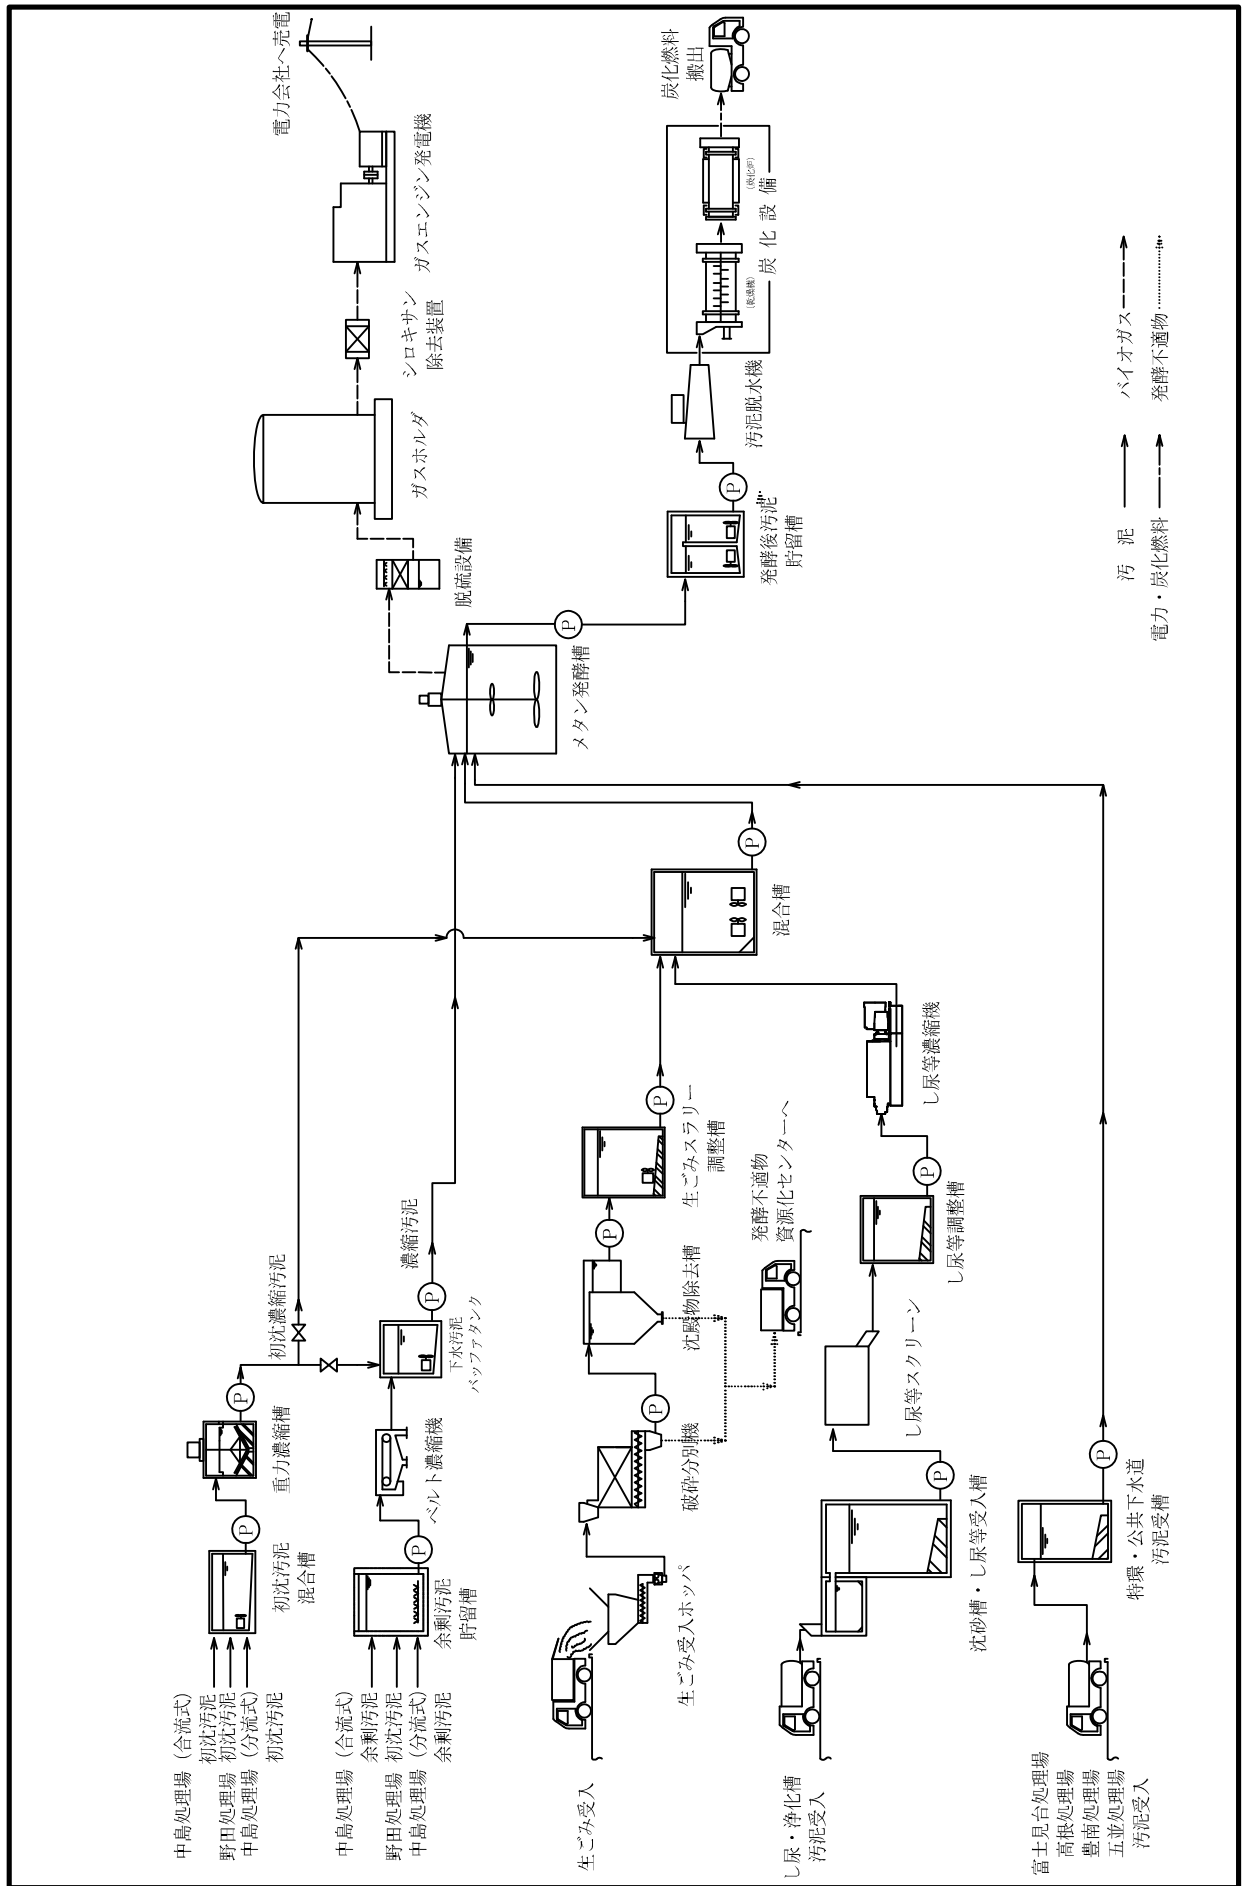 中島処理場(合流式)
初沈汚泥
野田処理場 初沈汚泥
中島処理場(分流式)
初沈汚泥
初沈汚泥
混合槽
P
重力濃縮槽
P
初沈濃縮汚泥
中島処理場(合流式)
余剰汚泥
野田処理場 初沈汚泥
中島処理場(分流式)
余剰汚泥
余剰汚泥
貯留槽
P
ベルト濃縮機
下水汚泥
バッファタンク
P
濃縮汚泥
生ごみ受入
生ごみ受入ホッパ
破砕分別機
P
沈殿物除去槽
P
生ごみスラリー
調整槽
P
発酵不適物
資源化センターへ
し尿・浄化槽
汚泥受入
沈砂槽・し尿等受入槽
P
し尿等スクリーン
し尿等調整槽
P
し尿等濃縮機
富士見台処理場
高根処理場
豊南処理場
五並処理場
汚泥受入
特環・公共下水道
汚泥受槽
P
混合槽
P
メタン発酵槽
P
脱硫設備
ガスホルダ
シロキサン
除去装置
ガスエンジン発電機
電力会社へ売電
発酵後汚泥
貯留槽
P
汚泥脱水機
(乾燥機)
(炭化炉)
炭化設備
炭化燃料
搬出
汚泥
バイオガス
電力・炭化燃料
発酵不適物